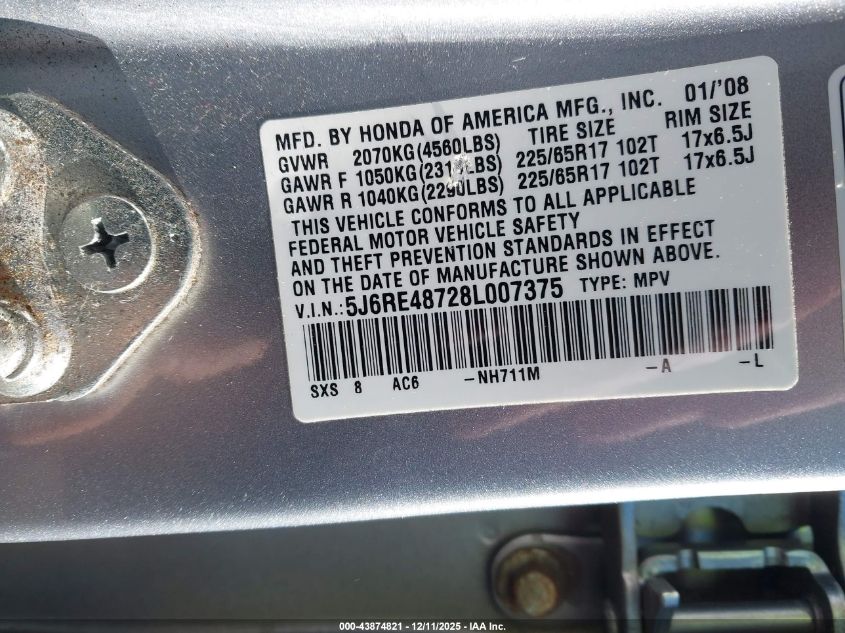 MFD. BY HONDA OF AMERICA MFG., INC. 01/'08
GVWR 2070KG(4560LBS) TIRE SIZE RIM SIZE
GAWR F 1050KG(231 LBS) 225/65R17 102T 17x6.5J
GAWR R 1040KG(2290LBS) 225/65R17 102T 17x6.5J
THIS VEHICLE CONFORMS TO ALL APPLICABLE
FEDERAL MOTOR VEHICLE SAFETY
AND THEFT PREVENTION STANDARDS IN EFFECT
ON THE DATE OF MANUFACTURE SHOWN ABOVE.
V.I.N.: 5J6RE48728L007375 TYPE: MPV
SXS 8 AC6 -NH711M -A -L
000-43874821 - 12/11/2025 - IAA Inc.